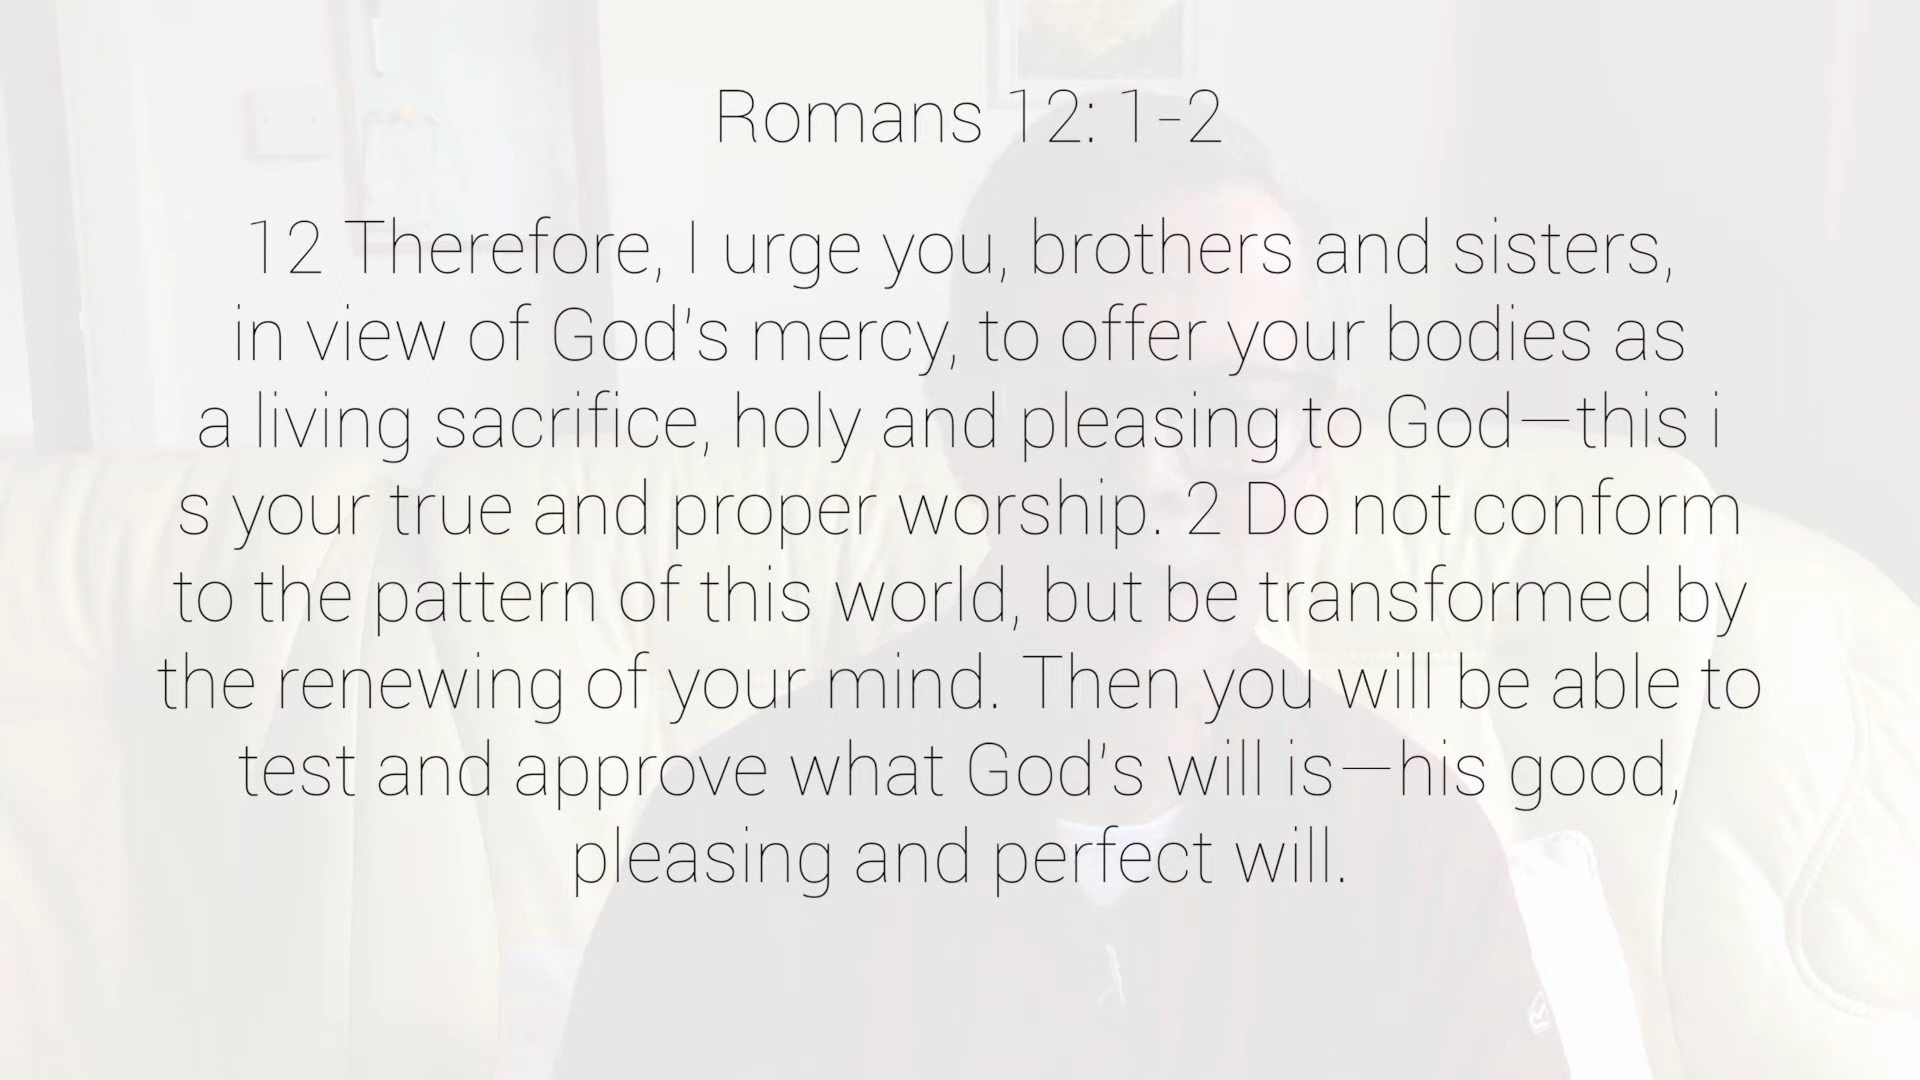 Romans 12: 1-2
12 Therefore, I urge you, brothers and sisters,
in view of God's mercy, to offer your bodies as
a living sacrifice, holy and pleasing to God—this i
s your true and proper worship. 2 Do not conform
to the pattern of this world, but be transformed by
the renewing of your mind. Then you will be able to
test and approve what God's will is—his good,
pleasing and perfect will.